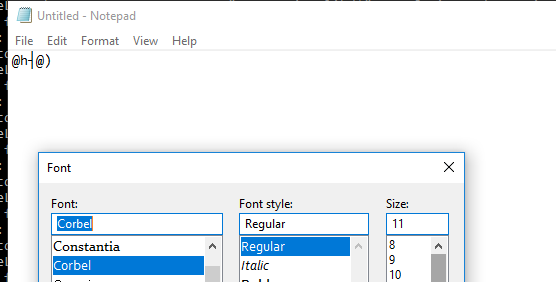 Untitled - Notepad
File Edit Format View Help
@h-@)
Font
Font: Font style: Size:
Corbel Regular 11
Constantia Regular 8
Corbel Italic 9
10